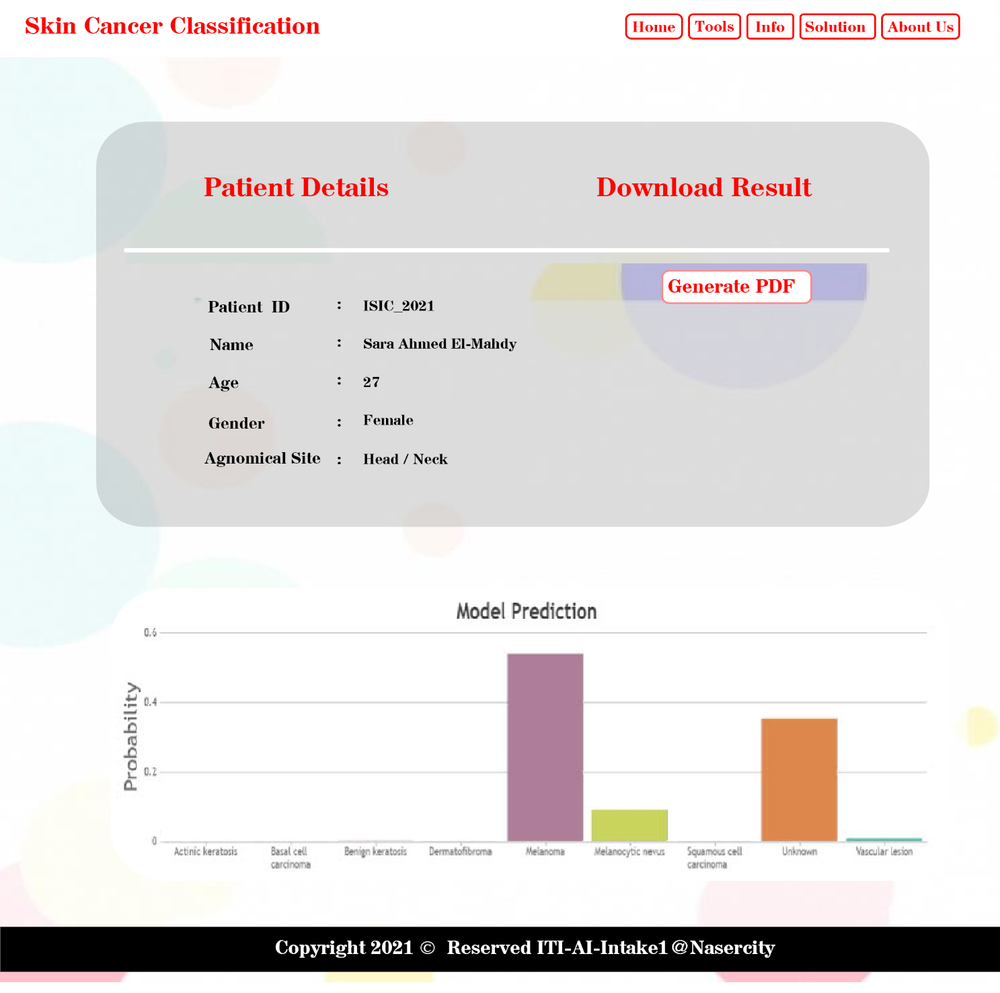 Skin Cancer Classification
Home Tools Info Solution About Us
Patient Details
Download Result
Generate PDF
Patient ID : ISIC_2021
Name : Sara Ahmed El-Mahdy
Age : 27
Gender : Female
Agnomical Site : Head / Neck
Model Prediction
Probability
0.6
0.4
0.2
0
Actinic keratosis
Basal cell
carcinoma
Benign keratosis
Dermatofibroma
Melanoma
Melanocytic nevus
Squamous cell
carcinoma
Unknown
Vascular lesion
Copyright 2021 © Reserved ITI-AI-Intake1@Nasercity